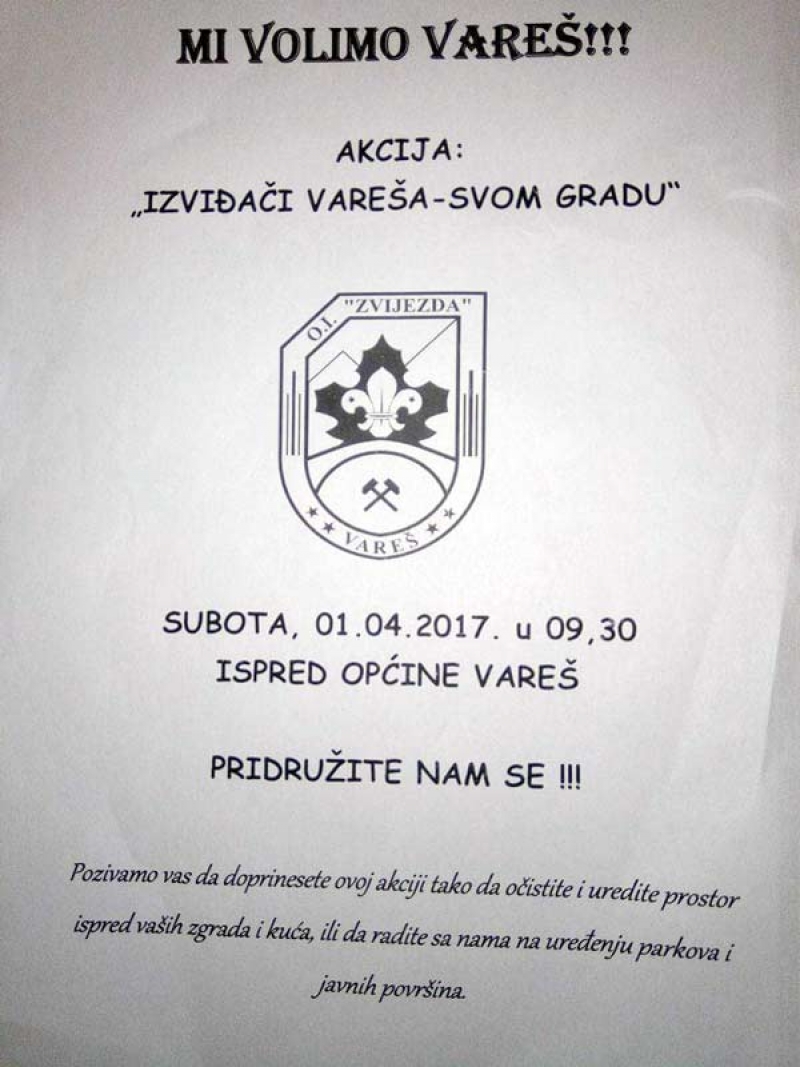 MI VOLIMO VAREŠ!!!
AKCIJA:
„IZVIĐAČI VAREŠA-SVOM GRADU“
O.I. "ZVIJEZDA"
VAREŠ
SUBOTA, 01.04.2017. u 09,30
ISPRED OPĆINE VAREŠ
PRIDRUŽITE NAM SE !!!
Pozivamo vas da doprinesete ovoj akciji tako da očistite i uredite prostor
ispred vaših zgrada i kuća, ili da radite sa nama na uređenju parkova i
javnih površina.